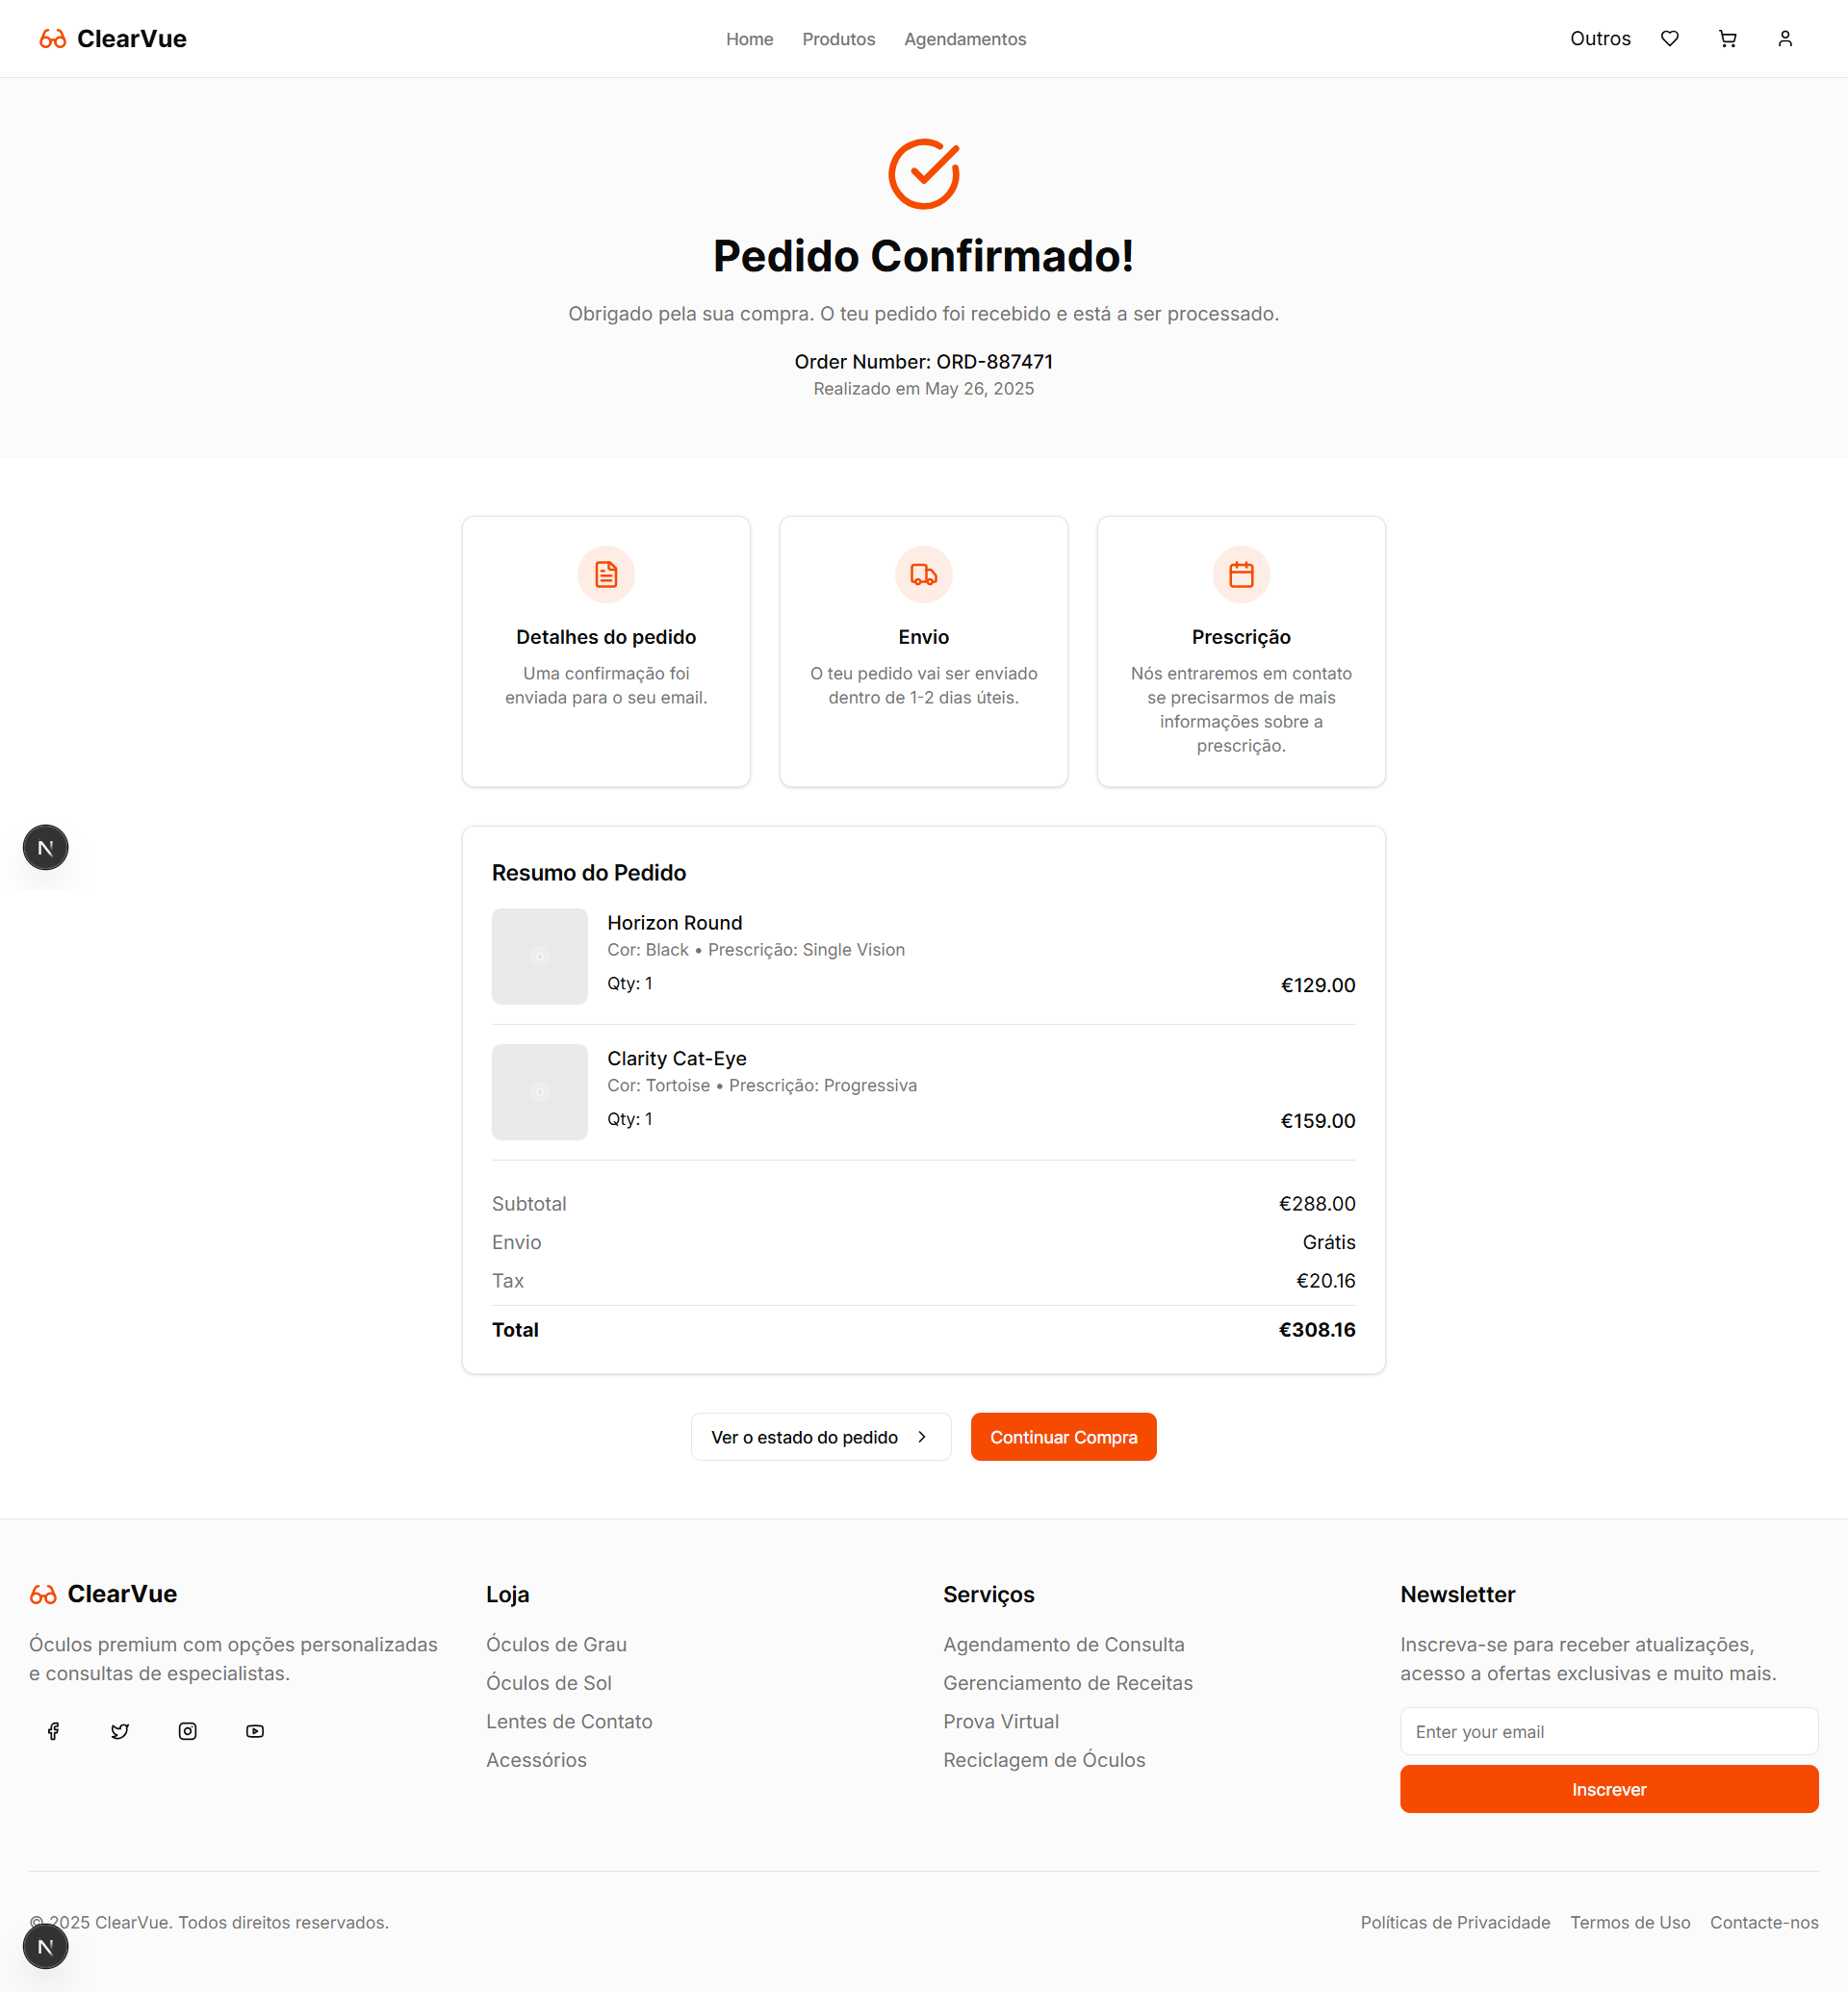 ClearVue
Home Produtos Agendamentos
Outros
Pedido Confirmado!
Obrigado pela sua compra. O teu pedido foi recebido e está a ser processado.
Order Number: ORD-887471
Realizado em May 26, 2025
Detalhes do pedido
Uma confirmação foi
enviada para o seu email.
Envio
O teu pedido vai ser enviado
dentro de 1-2 dias úteis.
Prescrição
Nós entraremos em contato
se precisarmos de mais
informações sobre a
prescrição.
N
Resumo do Pedido
Horizon Round
Cor: Black • Prescrição: Single Vision
Qty: 1
€129.00
Clarity Cat-Eye
Cor: Tortoise • Prescrição: Progressiva
Qty: 1
€159.00
Subtotal €288.00
Envio Grátis
Tax €20.16
Total €308.16
Ver o estado do pedido
Continuar Compra
ClearVue
Óculos premium com opções personalizadas
e consultas de especialistas.
Loja
Óculos de Grau
Óculos de Sol
Lentes de Contato
Acessórios
Serviços
Agendamento de Consulta
Gerenciamento de Receitas
Prova Virtual
Reciclagem de Óculos
Newsletter
Inscreva-se para receber atualizações,
acesso a ofertas exclusivas e muito mais.
Enter your email
Inscrever
© 2025 ClearVue. Todos direitos reservados.
Políticas de Privacidade Termos de Uso Contacte-nos
N